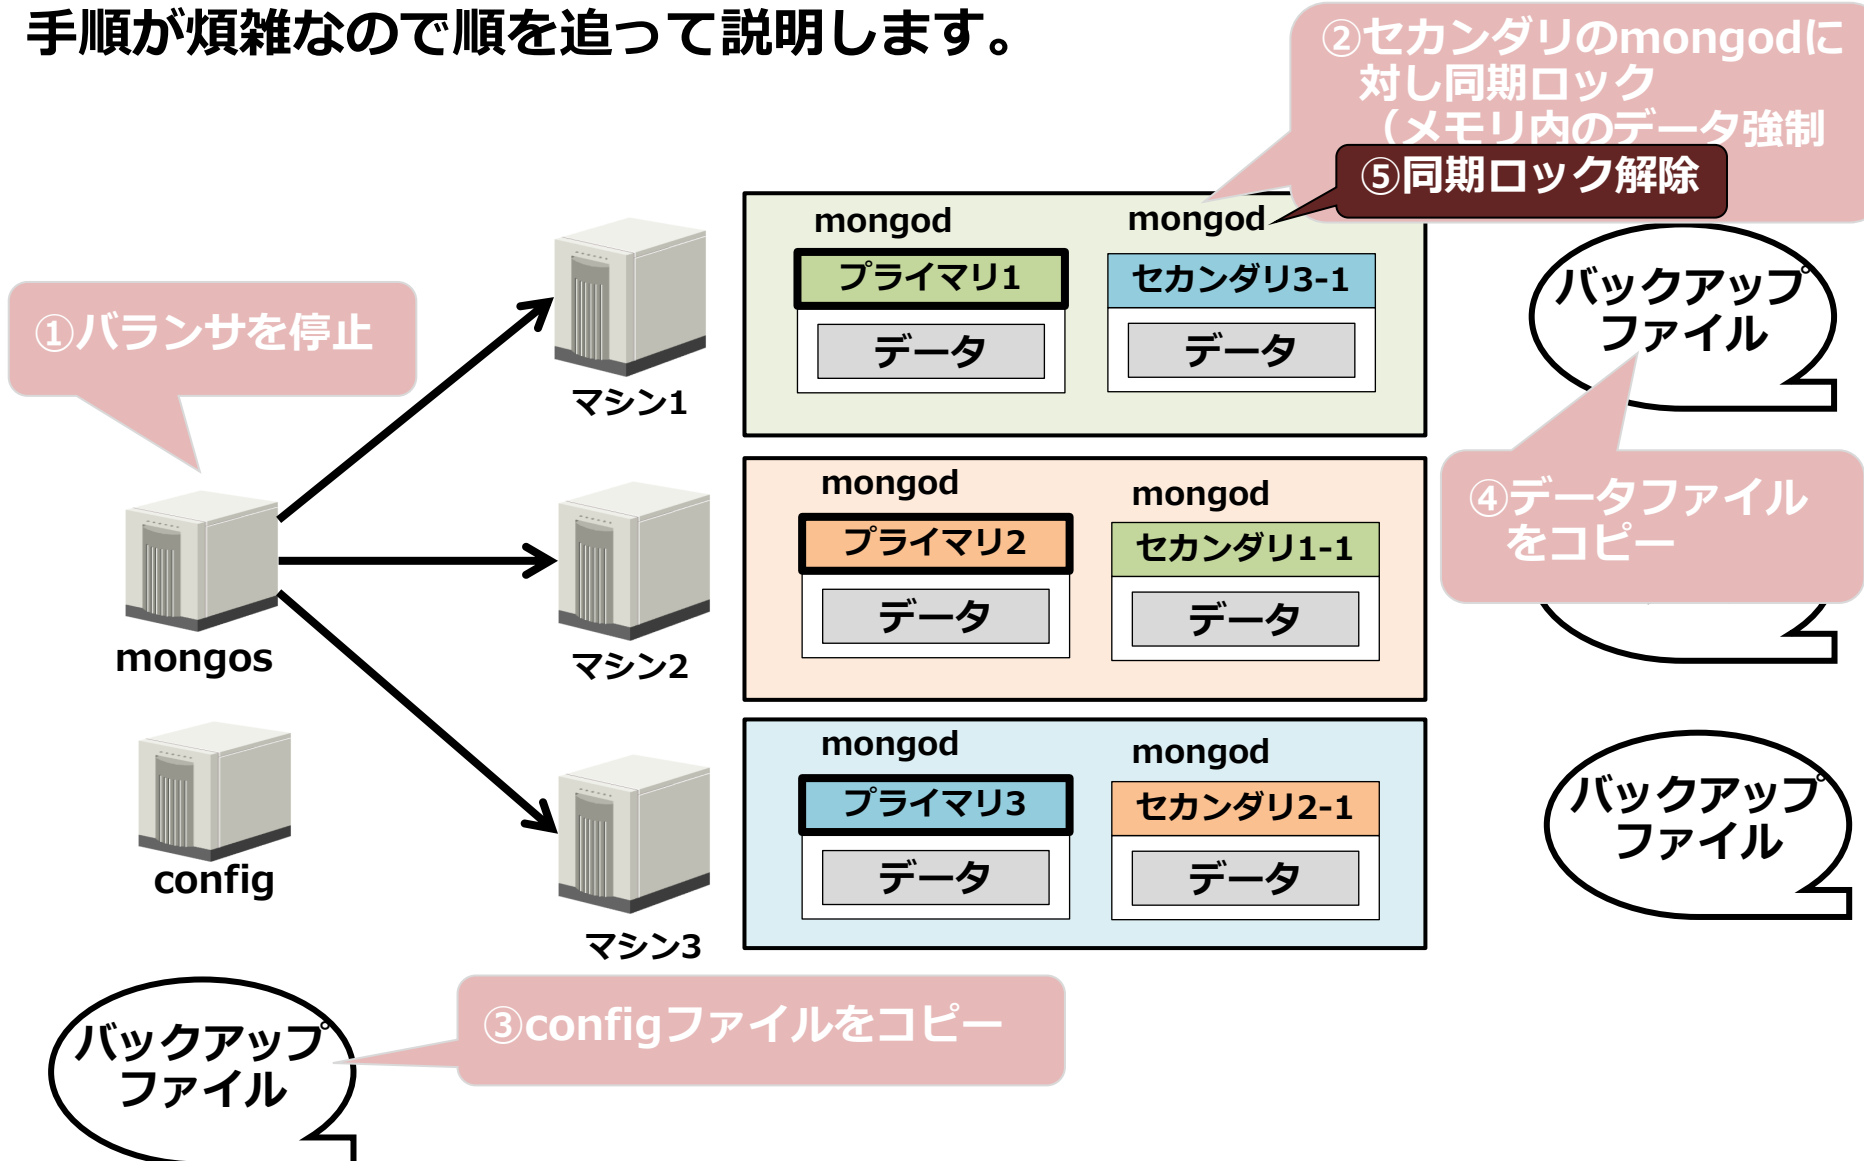 手順が煩雑なので順を追って説明します。
②セカンダリのmongodに
対し同期ロック
（メモリ内のデータ強制
⑤同期ロック解除
①バランサを停止
mongod
mongod
プライマリ1
セカンダリ3-1
データ
データ
マシン1
バックアップ
ファイル
mongos
mongod
mongod
プライマリ2
セカンダリ1-1
データ
データ
マシン2
④データファイル
をコピー
config
mongod
mongod
プライマリ3
セカンダリ2-1
データ
データ
マシン3
バックアップ
ファイル
③configファイルをコピー
バックアップ
ファイル